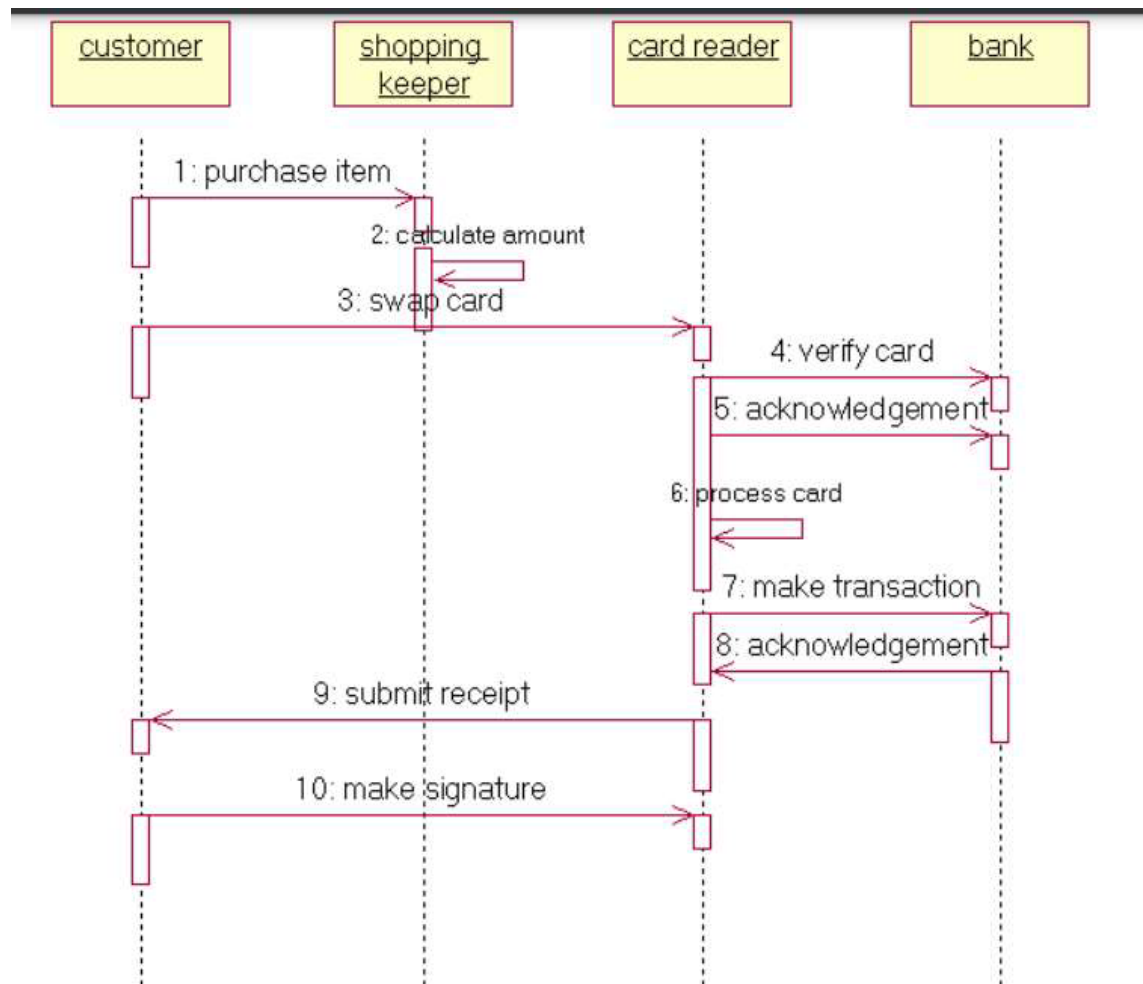 customer
shopping
keeper
card reader
bank
1: purchase item
2: calculate amount
3: swap card
4: verify card
5: acknowledgement
6: process card
7: make transaction
8: acknowledgement
9: submit receipt
10: make signature